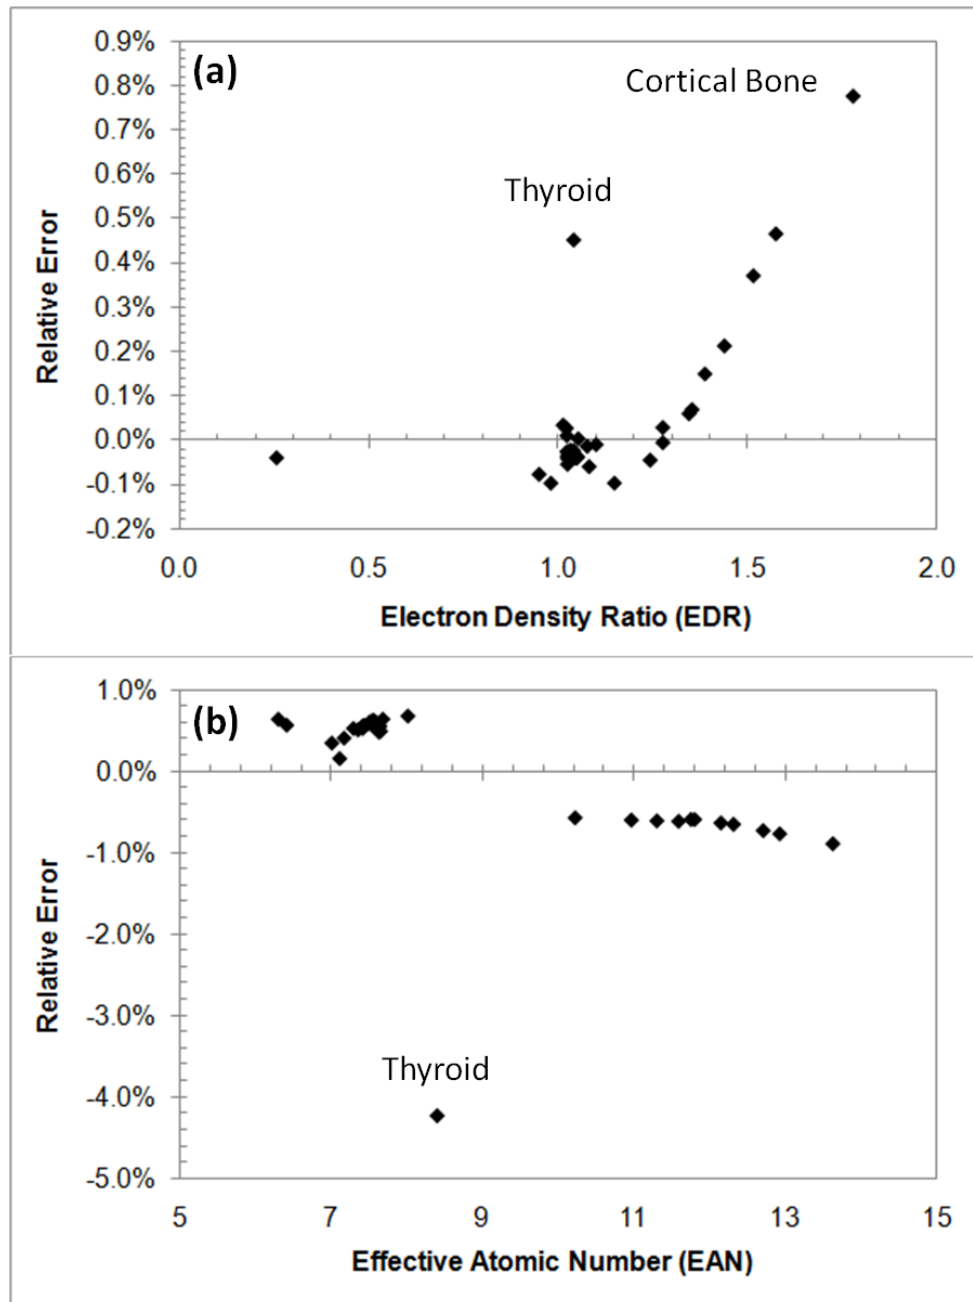 0.9%
(a)
0.8%
Cortical Bone
0.7%
0.6%
Thyroid
0.5%
0.4%
0.3%
0.2%
0.1%
0.0%
-0.1%
-0.2%
Relative Error
0.0 0.5 1.0 1.5 2.0
Electron Density Ratio (EDR)
1.0%
(b)
0.0%
-1.0%
-2.0%
-3.0%
Thyroid
-4.0%
-5.0%
Relative Error
5 7 9 11 13 15
Effective Atomic Number (EAN)